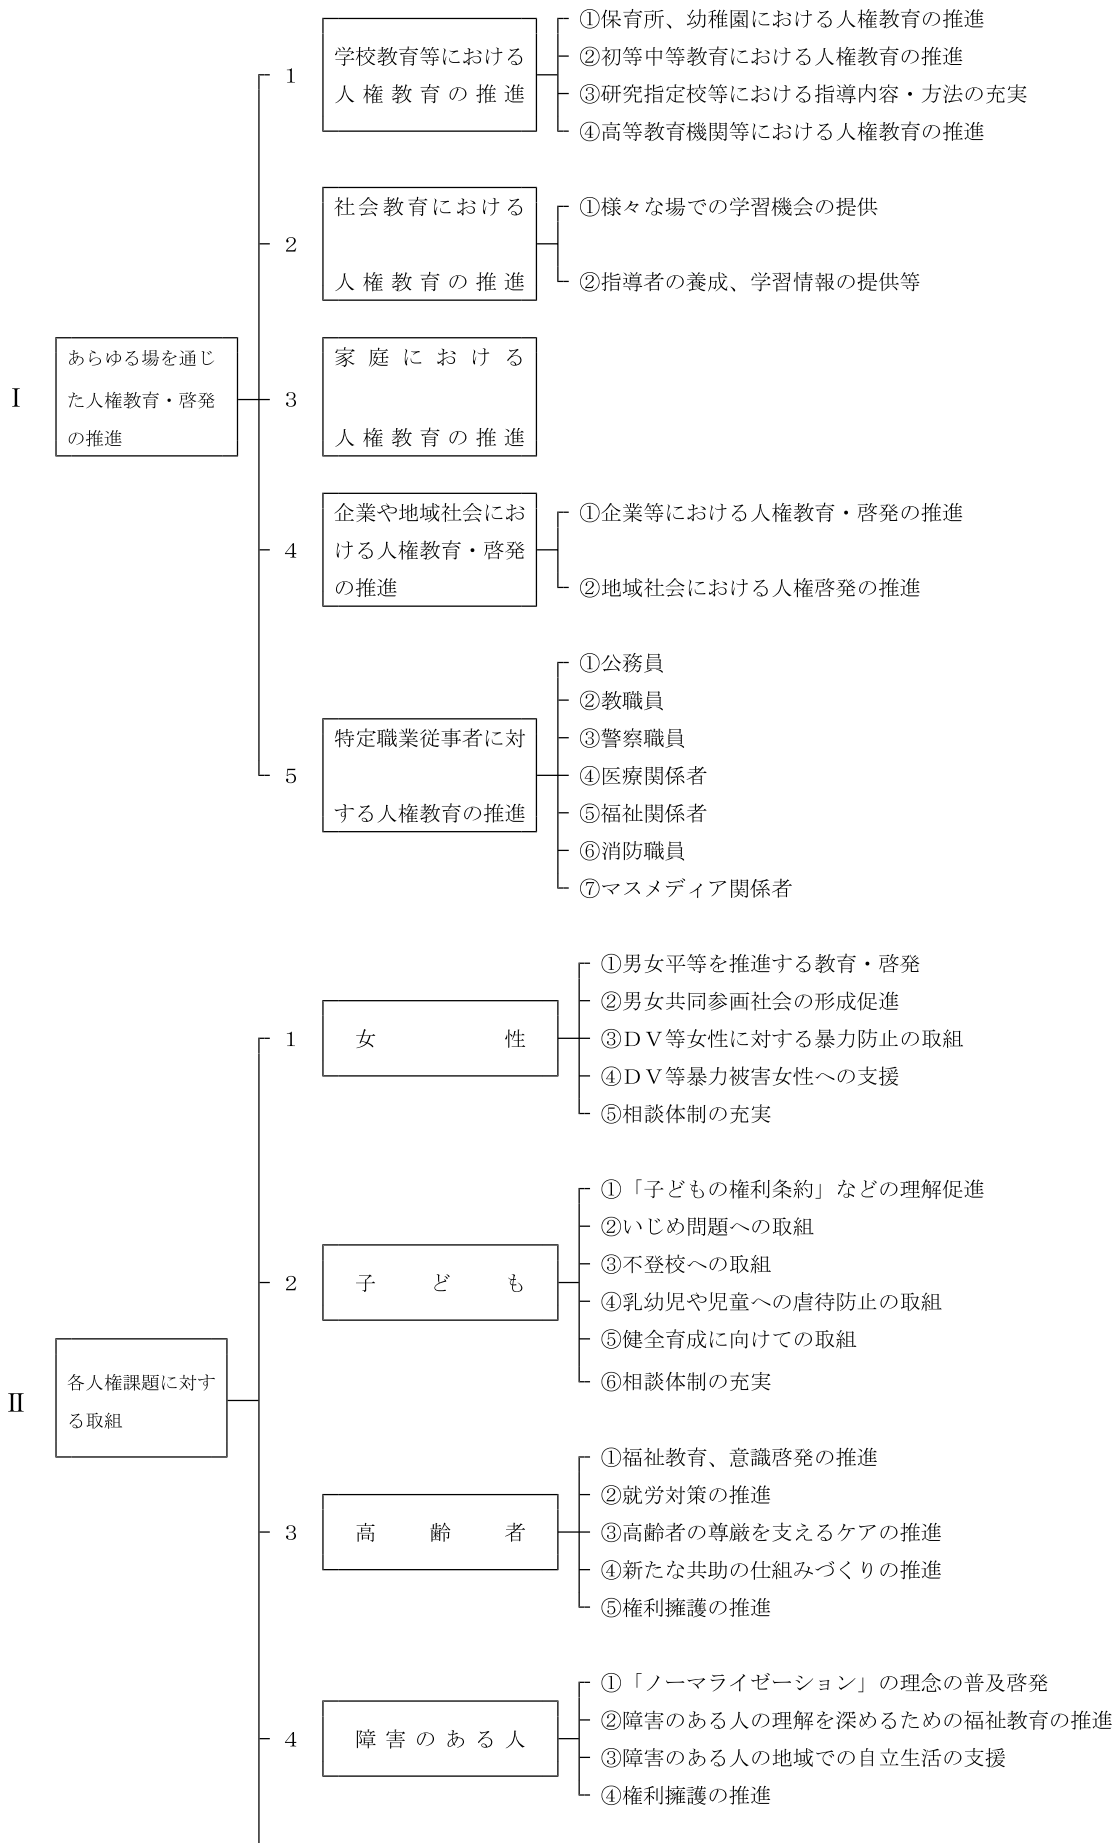 Ⅰ
あらゆる場を通じ
た人権教育・啓発
の推進
1
学校教育等における
人権教育の推進
①保育所、幼稚園における人権教育の推進
②初等中等教育における人権教育の推進
③研究指定校等における指導内容・方法の充実
④高等教育機関等における人権教育の推進
2
社会教育における
人権教育の推進
①様々な場での学習機会の提供
②指導者の養成、学習情報の提供等
3
家庭における
人権教育の推進
4
企業や地域社会にお
ける人権教育・啓発
の推進
①企業等における人権教育・啓発の推進
②地域社会における人権啓発の推進
5
特定職業従事者に対
する人権教育の推進
①公務員
②教職員
③警察職員
④医療関係者
⑤福祉関係者
⑥消防職員
⑦マスメディア関係者
Ⅱ
各人権課題に対す
る取組
1
女性
①男女平等を推進する教育・啓発
②男女共同参画社会の形成促進
③ＤＶ等女性に対する暴力防止の取組
④ＤＶ等暴力被害女性への支援
⑤相談体制の充実
2
子ども
①「子どもの権利条約」などの理解促進
②いじめ問題への取組
③不登校への取組
④乳幼児や児童への虐待防止の取組
⑤健全育成に向けての取組
⑥相談体制の充実
3
高齢者
①福祉教育、意識啓発の推進
②就労対策の推進
③高齢者の尊厳を支えるケアの推進
④新たな共助の仕組みづくりの推進
⑤権利擁護の推進
4
障害のある人
①「ノーマライゼーション」の理念の普及啓発
②障害のある人の理解を深めるための福祉教育の推進
③障害のある人の地域での自立生活の支援
④権利擁護の推進